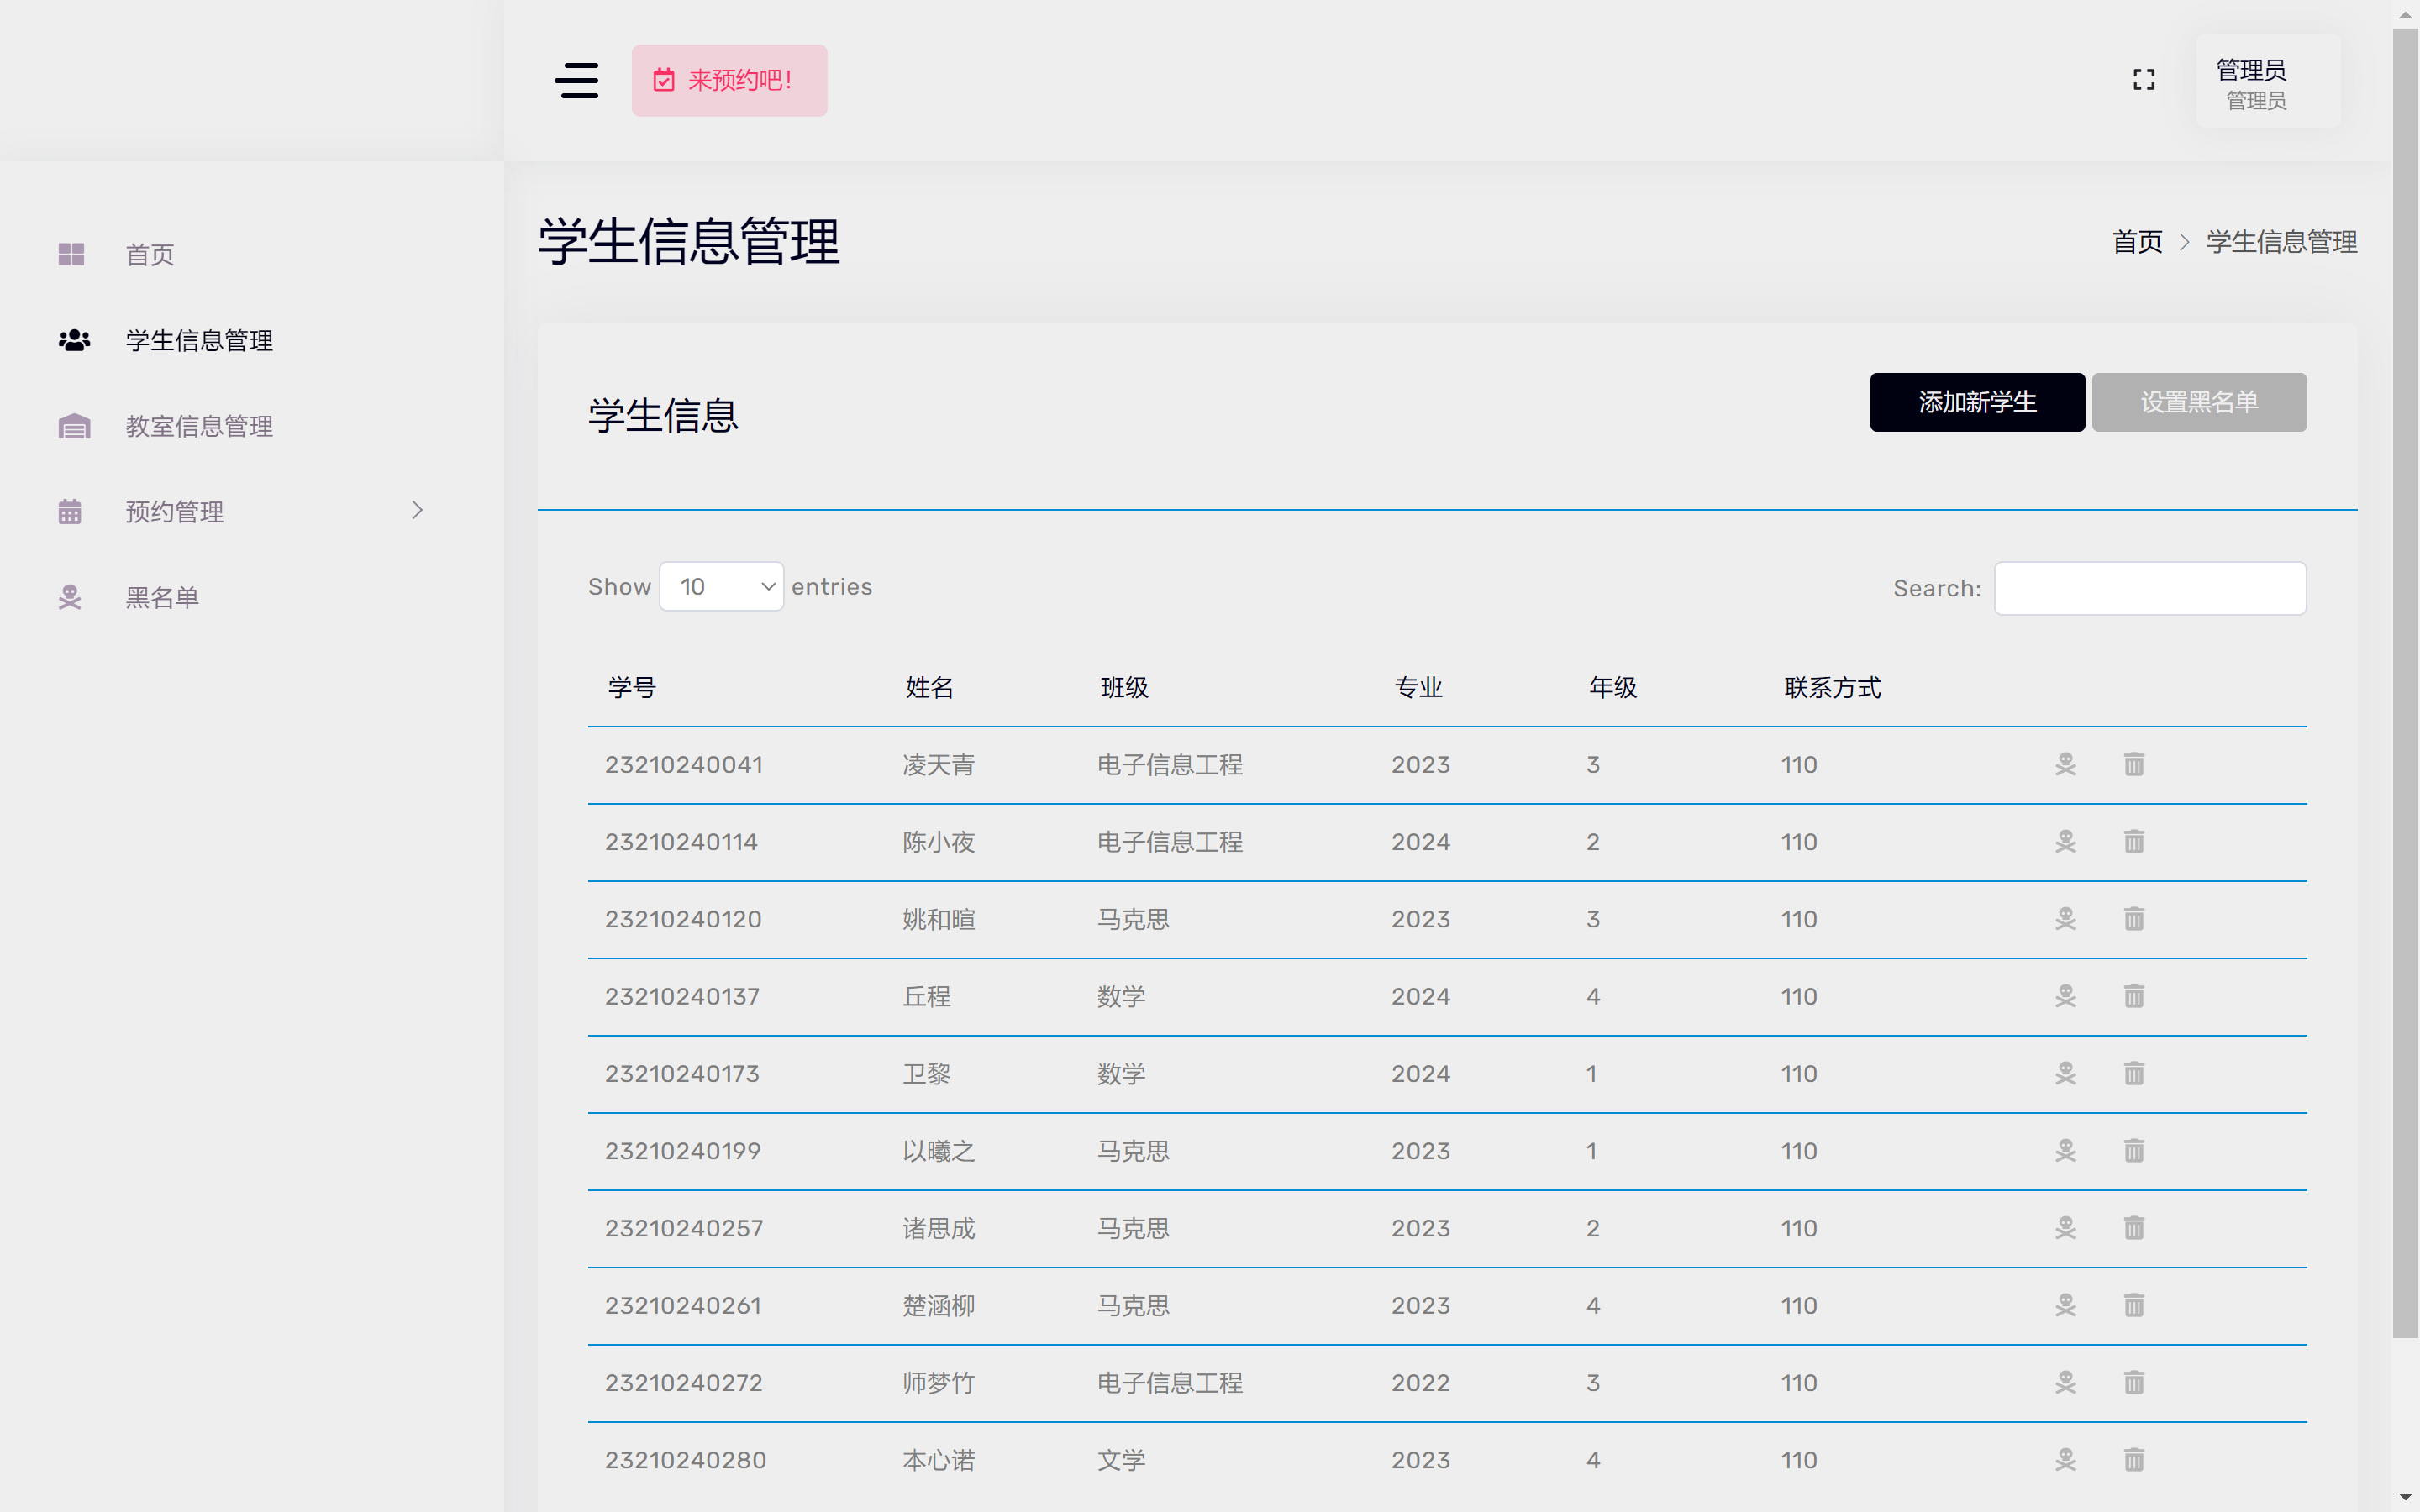 来预约吧!
管理员
管理员
首页
学生信息管理
教室信息管理
预约管理
黑名单
学生信息管理
首页 > 学生信息管理
学生信息
添加新学生 设置黑名单
Show 10 entries Search:
学号 姓名 班级 专业 年级 联系方式
23210240041 凌天青 电子信息工程 2023 3 110
23210240114 陈小夜 电子信息工程 2024 2 110
23210240120 姚和暄 马克思 2023 3 110
23210240137 丘程 数学 2024 4 110
23210240173 卫黎 数学 2024 1 110
23210240199 以曦之 马克思 2023 1 110
23210240257 诸思成 马克思 2023 2 110
23210240261 楚涵柳 马克思 2023 4 110
23210240272 师梦竹 电子信息工程 2022 3 110
23210240280 本心诺 文学 2023 4 110